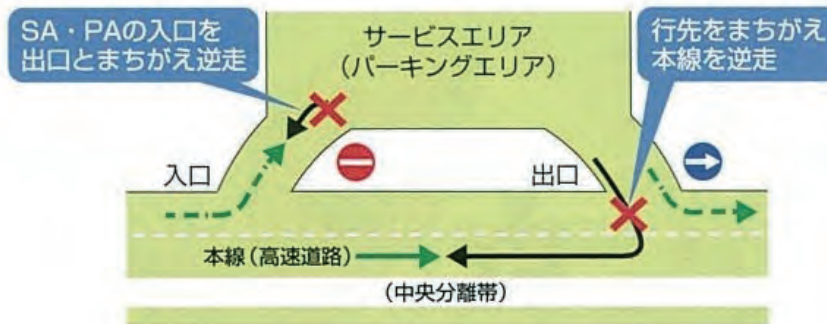 SA・PAの入口を
出口とまちがえ逆走
サービスエリア
（パーキングエリア）
行先をまちがえ
本線を逆走
入口
出口
本線（高速道路）
（中央分離帯）